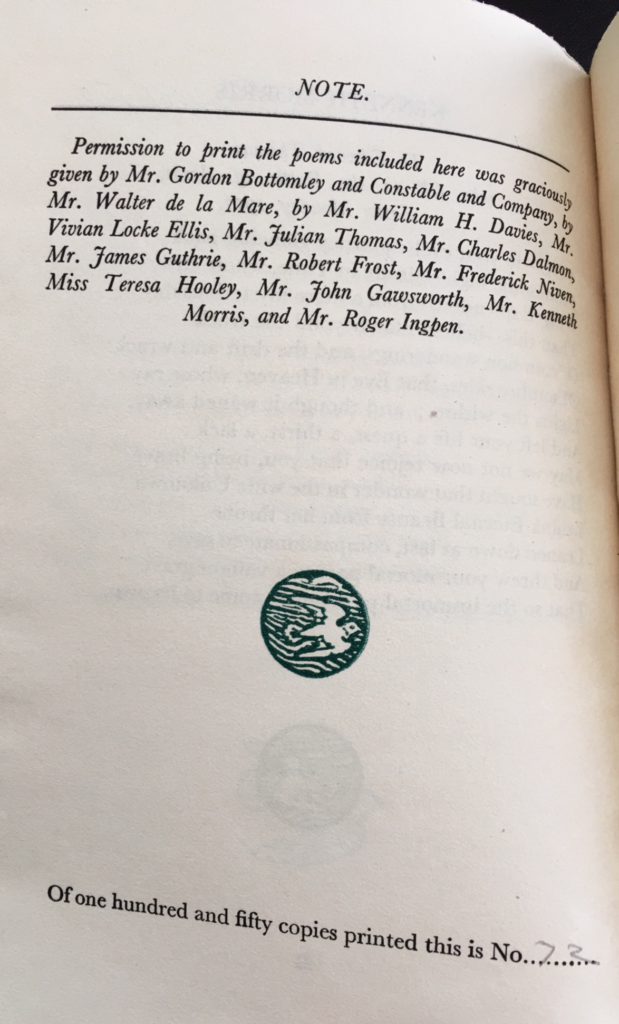 NOTE.
Permission to print the poems included here was graciously
given by Mr. Gordon Bottomley and Constable and Company, by
Mr. Walter de la Mare, by Mr. William H. Davies, Mr.
Vivian Locke Ellis, Mr. Julian Thomas, Mr. Charles Dalmon,
Mr. James Guthrie, Mr. Robert Frost, Mr. Frederick Niven,
Miss Teresa Hooley, Mr. John Gawsworth, Mr. Kenneth
Morris, and Mr. Roger Ingpen.
Of one hundred and fifty copies printed this is No. 73